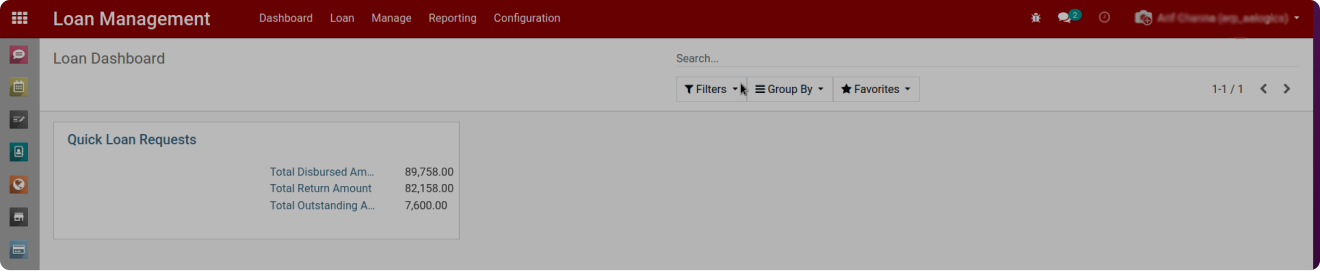 Loan Management Dashboard Loan Manage Reporting Configuration 2
Loan Dashboard Search...
Filters Group By Favorites 1-1 / 1
Quick Loan Requests
Total Disbursed Am... 89,758.00
Total Return Amount 82,158.00
Total Outstanding A... 7,600.00